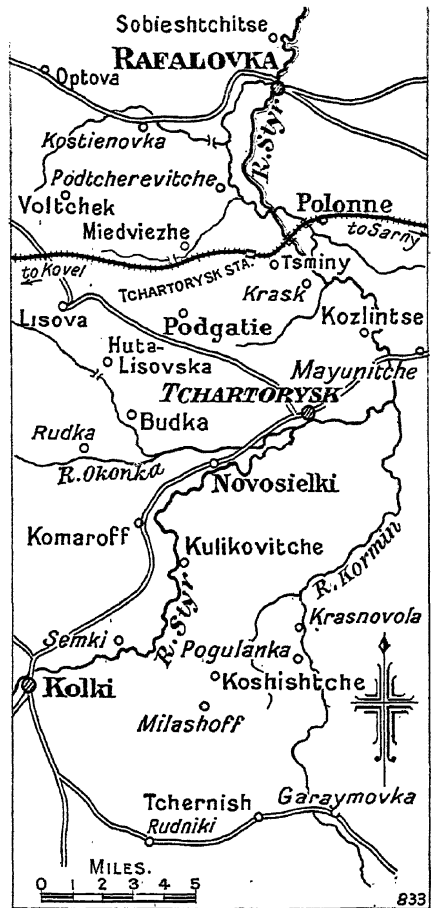 Sobieshtchitse
RAFALOVKA
Optova
Kostienovka
R. Styr
Podtcherevitche
Voltchek
Polonne
Miedviezhe
to Sarny
to Kovel
TCHARTORYSK STA.
Tsminy
Krask
Lisova
Podgatie
Kozlintse
Huta-
Lisovska
Mayunitche
TCHARTORYSK
Budka
Rudka
R. Okonka
Novosielki
Komaroff
Kulikovitche
R. Kormin
R. Styr
Krasnovola
Semki
Pogulanka
Koshishtche
Kolki
Milashoff
Tchernish
Garaymovka
Rudniki
MILES.
0 1 2 3 4 5
833